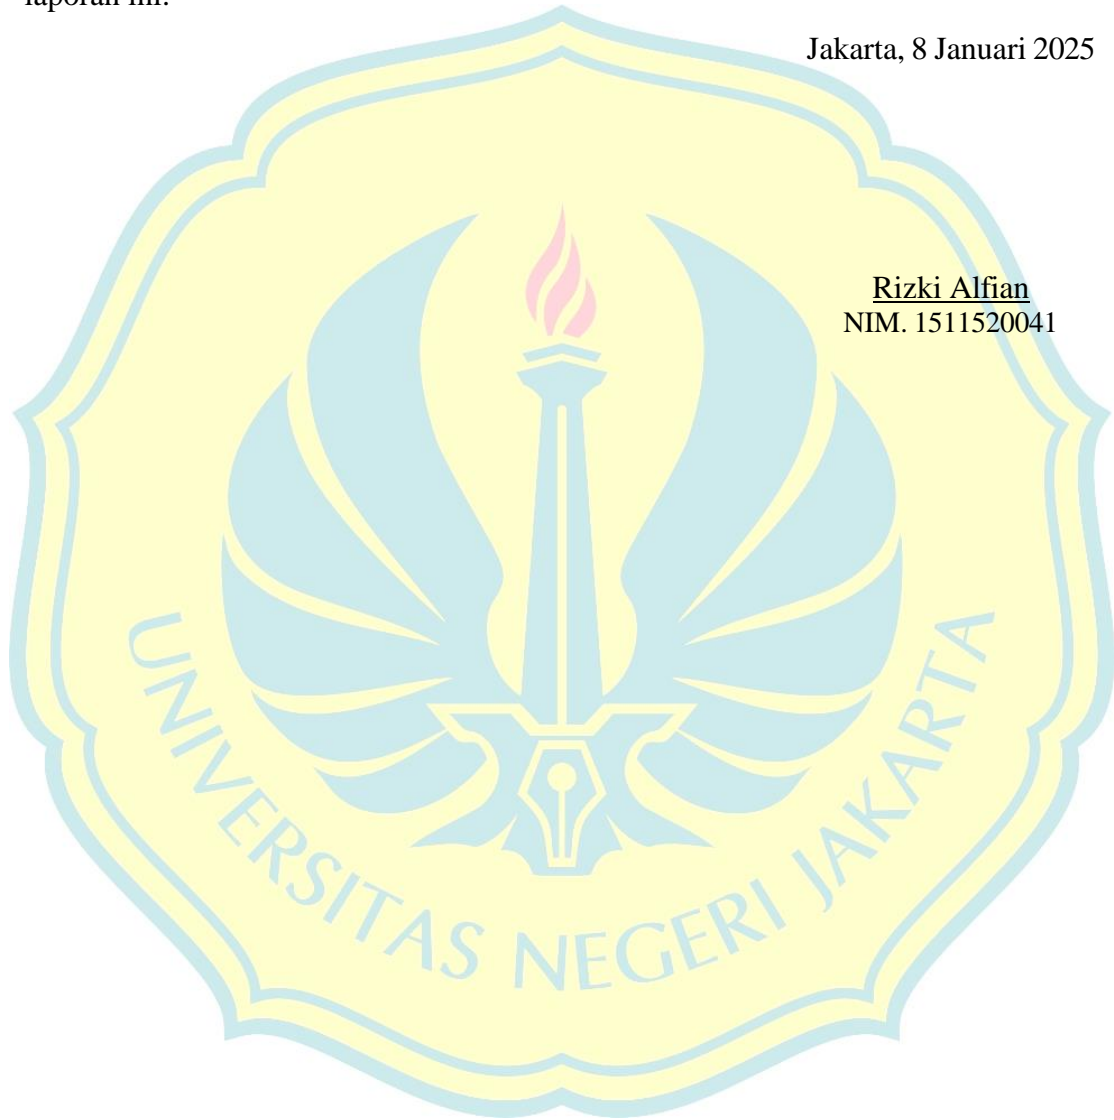 laporan ini.
Jakarta, 8 Januari 2025
Rizki Alfian
NIM. 1511520041
UNIVERSITAS NEGERI JAKARTA